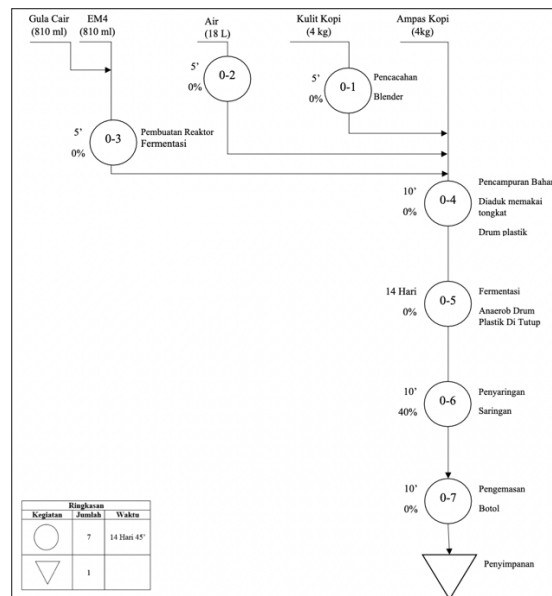 Gula Cair
(810 ml)
EM4
(810 ml)
Air
(18 L)
Kulit Kopi
(4 kg)
Ampas Kopi
(4kg)
5'
0%
0-2
5'
0%
0-1
Pencacahan
Blender
5'
0%
0-3
Pembuatan Reaktor
Fermentasi
10'
0%
0-4
Pencampuran Bahan
Diaduk memakai
tongkat
Drum plastik
14 Hari
0%
0-5
Fermentasi
Anaerob Drum
Plastik Di Tutup
10'
40%
0-6
Penyaringan
Saringan
10'
0%
0-7
Pengemasan
Botol
Penyimpanan
Ringkasan
Kegiatan Jumlah Waktu
7 14 Hari 45'
1